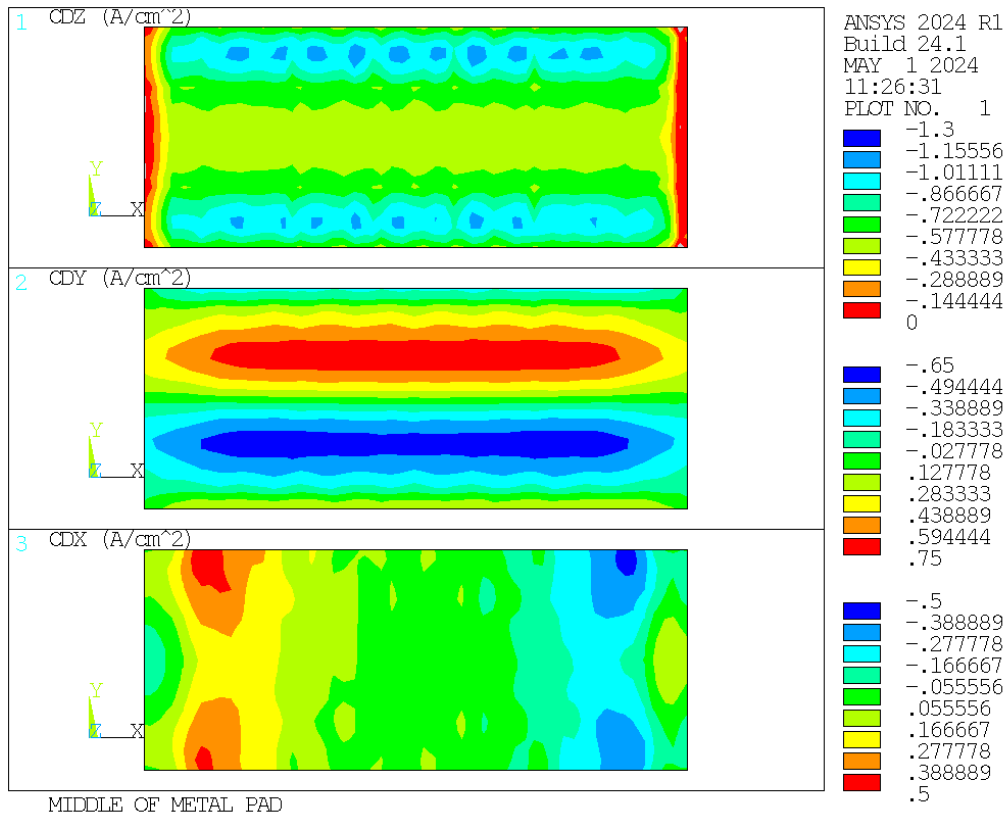 1 CDZ (A/cm^2)
Y
Z X
2 CDY (A/cm^2)
Y
Z X
3 CDX (A/cm^2)
Y
Z X
MIDDLE OF METAL PAD
ANSYS 2024 R1
Build 24.1
MAY 1 2024
11:26:31
PLOT NO. 1
-1.3
-1.15556
-1.01111
-.866667
-.722222
-.577778
-.433333
-.288889
-.144444
0
-.65
-.494444
-.338889
-.183333
-.027778
.127778
.283333
.438889
.594444
.75
-.5
-.388889
-.277778
-.166667
-.055556
.055556
.166667
.277778
.388889
.5